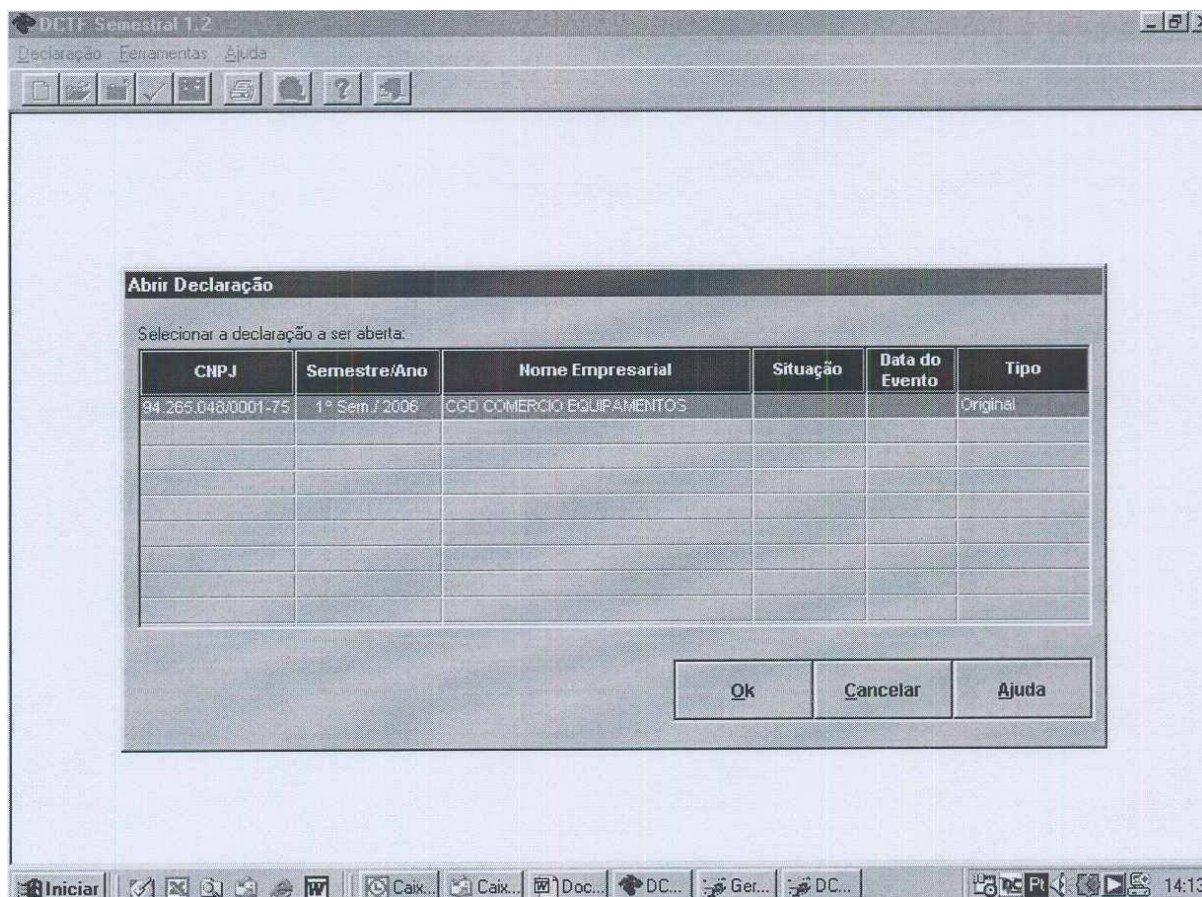 DCTF Semestral 1.2
Declaração Ferramentas Ajuda
Abrir Declaração
Selecionar a declaração a ser aberta:
CNPJ Semestre/Ano Nome Empresarial Situação Data do Evento Tipo
94.265.048/0001-75 1º Sem./ 2006 CGD COMERCIO EQUIPAMENTOS Original
Ok Cancelar Ajuda
Iniciar Caix... Caix... Doc... DC... Ger... DC... Pt 14:13